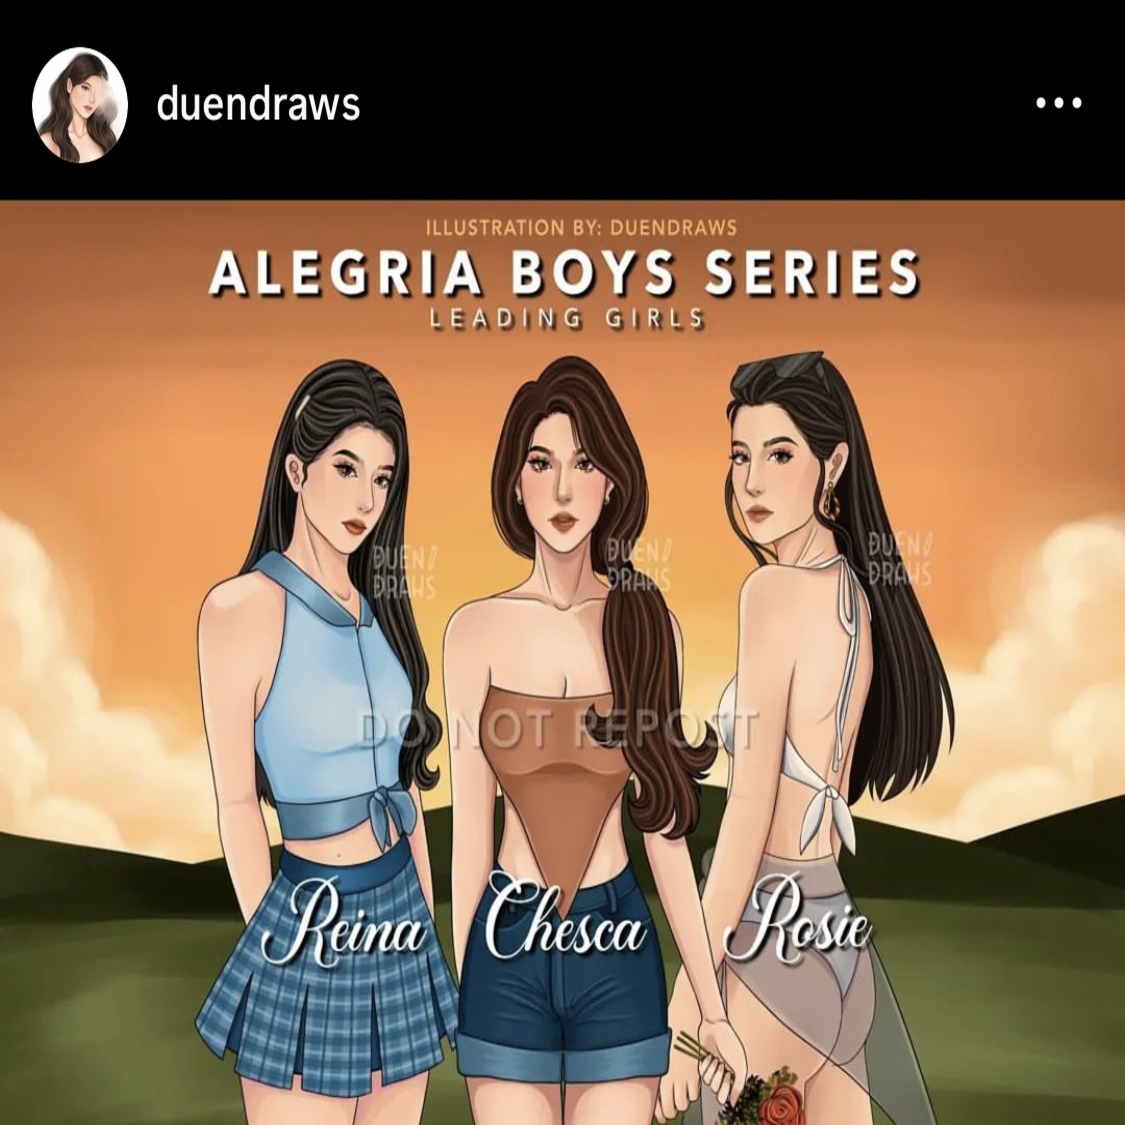 duendraws
ILLUSTRATION BY: DUENDRAWS
ALEGRIA BOYS SERIES
LEADING GIRLS
DUEN
DRAWS
DUEN
DRAWS
DUEN
DRAWS
DO NOT REPOST
Reina
Chesca
Rosie